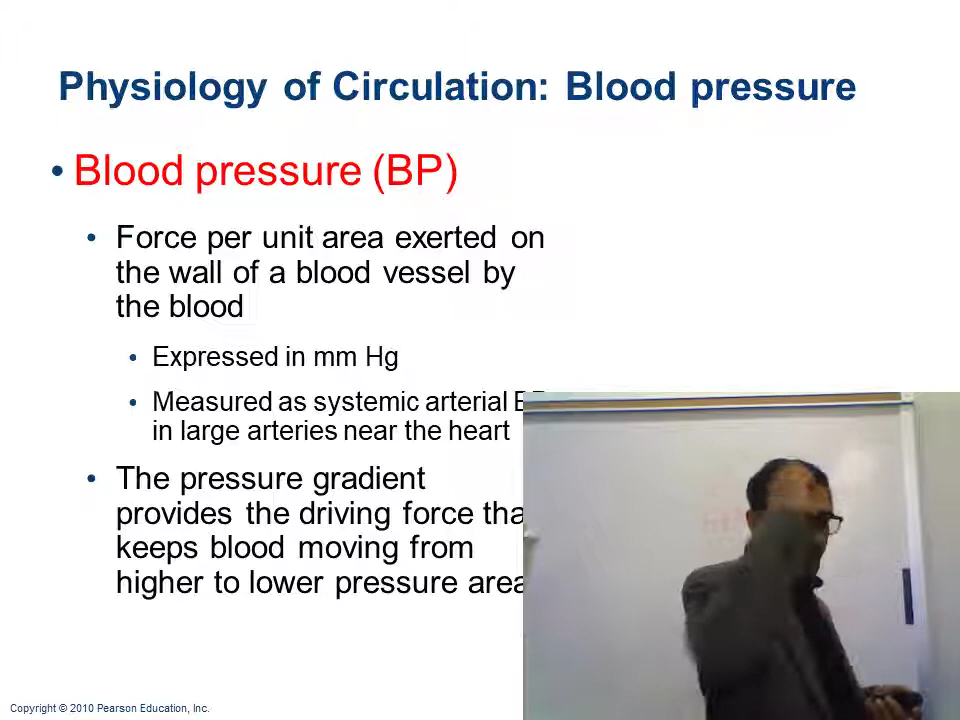 Physiology of Circulation: Blood pressure
• Blood pressure (BP)
• Force per unit area exerted on
the wall of a blood vessel by
the blood
• Expressed in mm Hg
• Measured as systemic arterial
in large arteries near the heart
• The pressure gradient
provides the driving force
keeps blood moving from
higher to lower pressure
Copyright © 2010 Pearson Education, Inc.